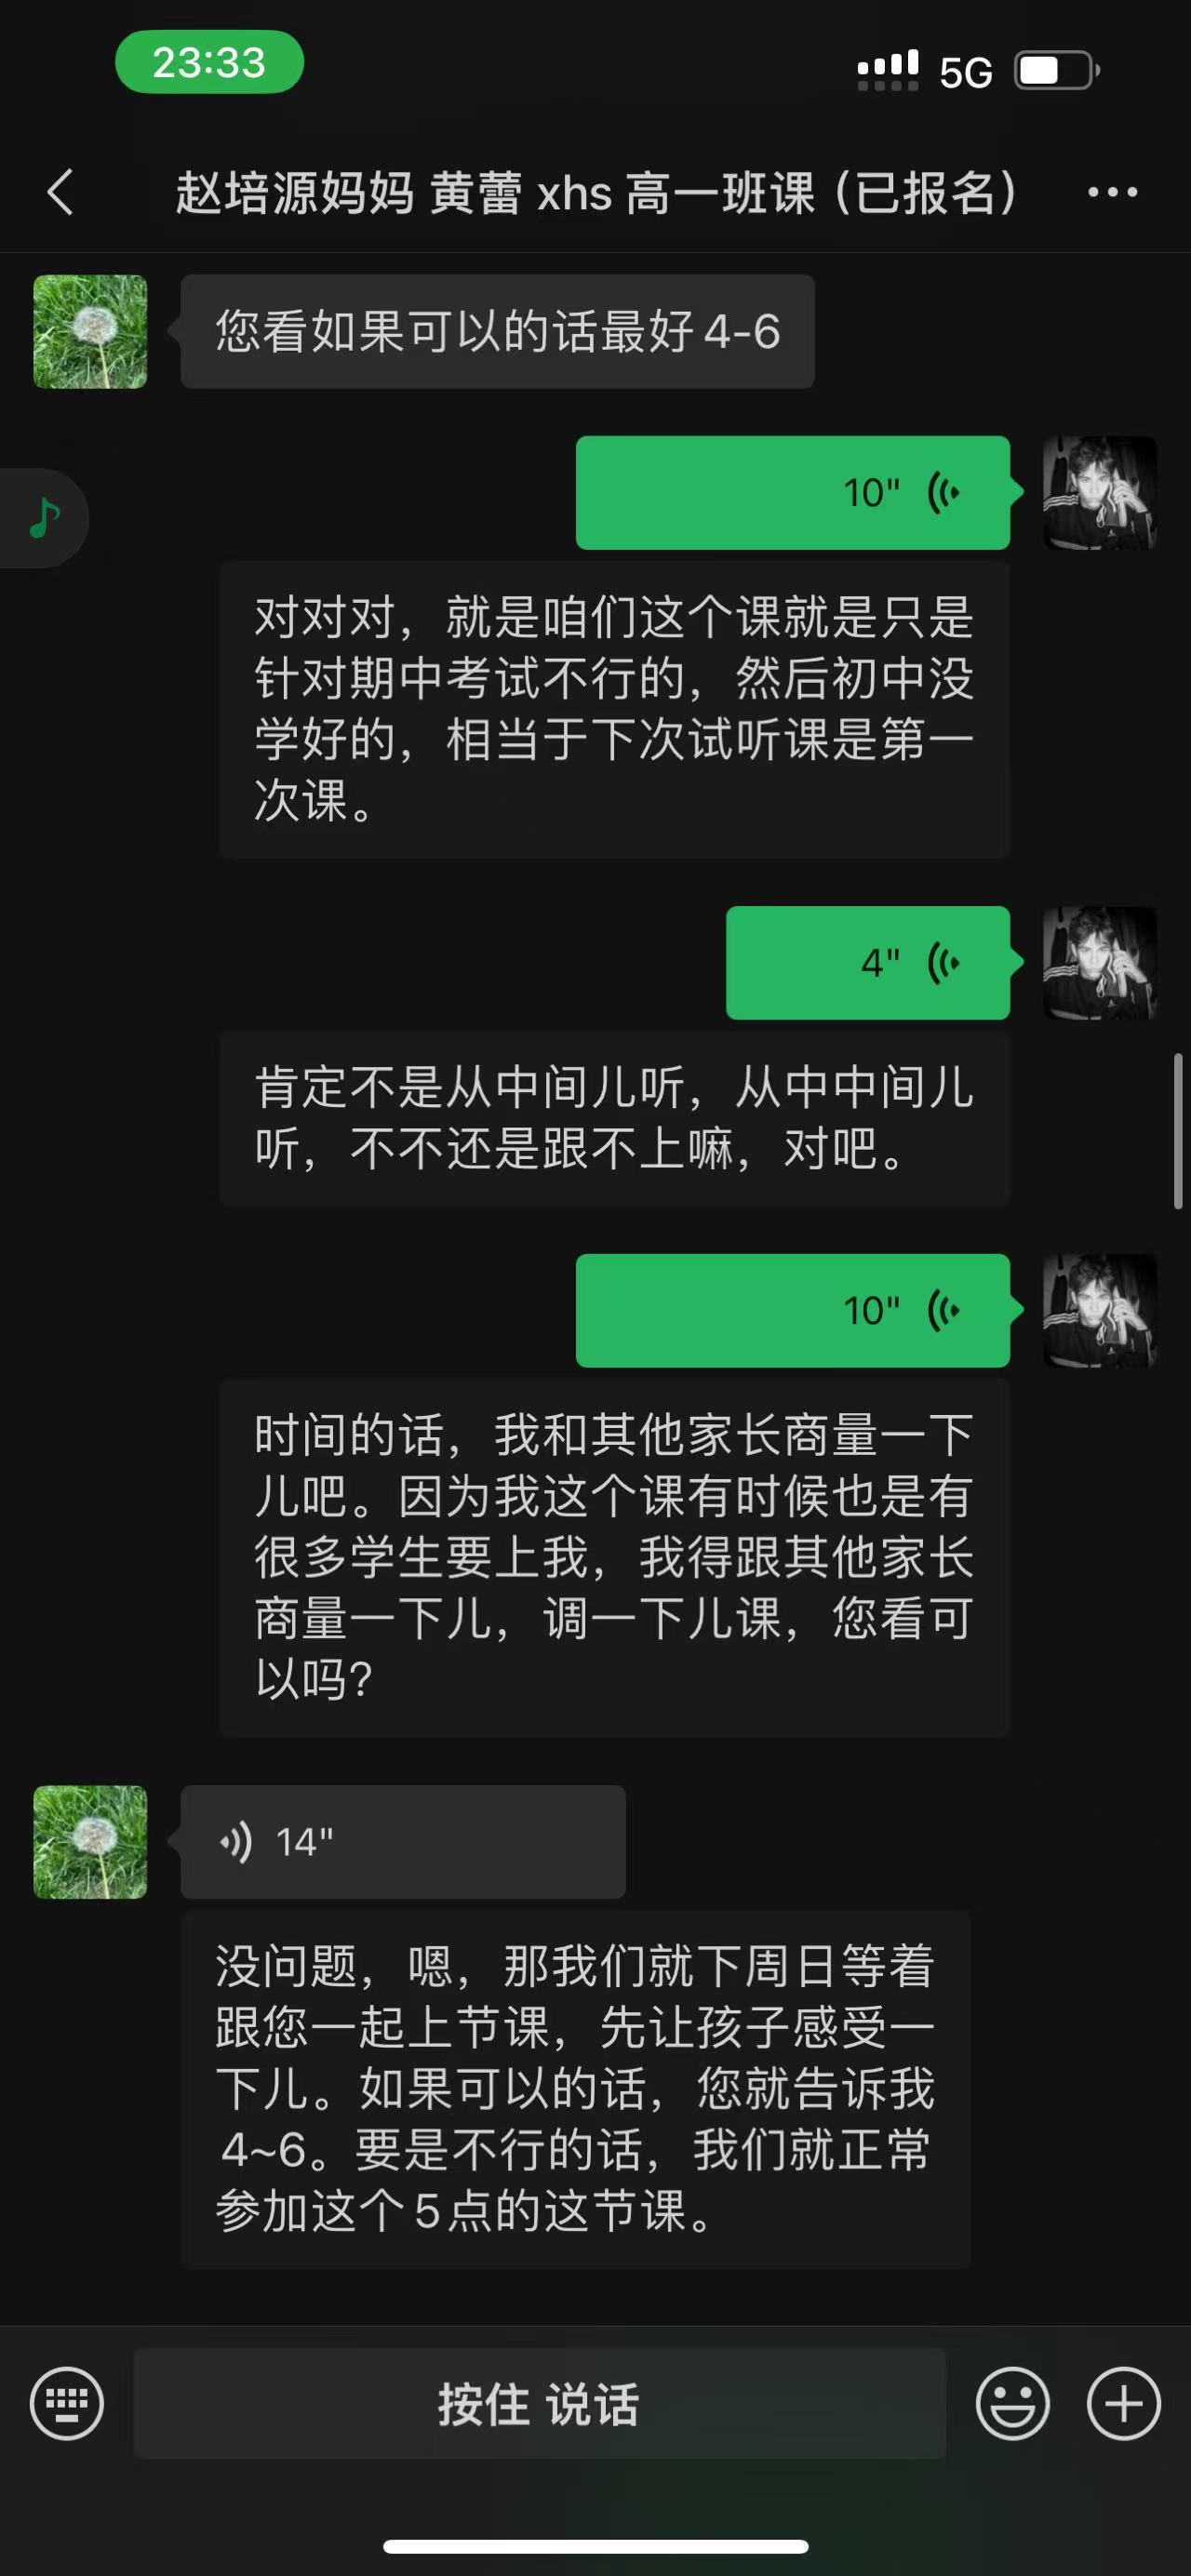 23:33
5G
赵培源妈妈 黄蕾 xhs 高一班课（已报名）
您看如果可以的话最好4-6
10"
对对对，就是咱们这个课就是只是
针对期中考试不行的，然后初中没
学好的，相当于下次试听课是第一
次课。
4"
肯定不是从中间儿听，从中中间儿
听，不不还是跟不上嘛，对吧。
10"
时间的话，我和其他家长商量一下
儿吧。因为我这个课有时候也是有
很多学生要上我，我得跟其他家长
商量一下儿，调一下儿课，您看可
以吗？
14"
没问题，嗯，那我们就下周日等着
跟您一起上节课，先让孩子感受一
下儿。如果可以的话，您就告诉我
4~6。要是不行的话，我们就正常
参加这个5点的这节课。
按住 说话